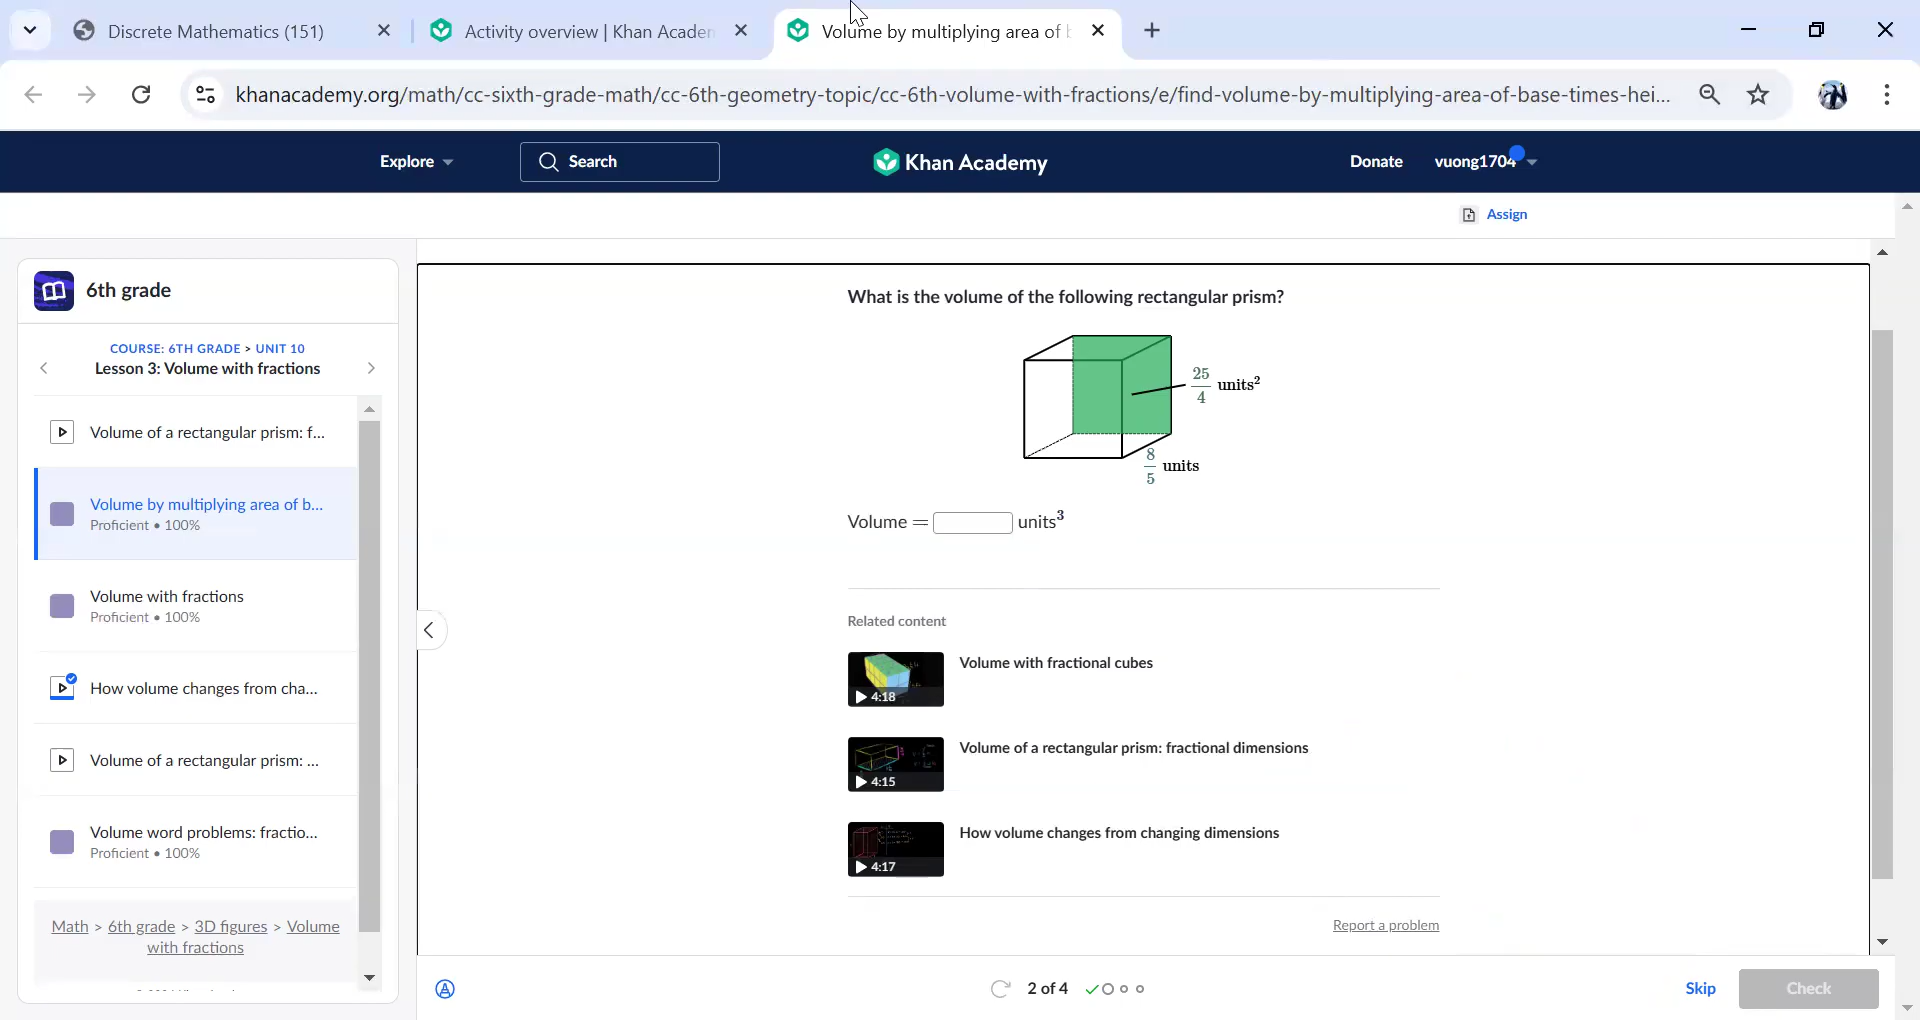 Discrete Mathematics (151)
Activity overview | Khan Acade
Volume by multiplying area of b
khanacademy.org/math/cc-sixth-grade-math/cc-6th-geometry-topic/cc-6th-volume-with-fractions/e/find-volume-by-multiplying-area-of-base-times-hei...
Explore
Search
Khan Academy
Donate
vuong1704
Assign
6th grade
COURSE: 6TH GRADE > UNIT 10
Lesson 3: Volume with fractions
Volume of a rectangular prism: f...
Volume by multiplying area of b...
Proficient • 100%
Volume with fractions
Proficient • 100%
How volume changes from cha...
Volume of a rectangular prism: ...
Volume word problems: fractio...
Proficient • 100%
Math > 6th grade > 3D figures > Volume
with fractions
What is the volume of the following rectangular prism?
25/4 units²
8/5 units
Volume = units³
Related content
Volume with fractional cubes
4:18
Volume of a rectangular prism: fractional dimensions
4:15
How volume changes from changing dimensions
4:17
Report a problem
2 of 4
Skip
Check